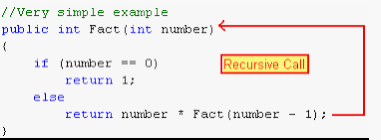 //Very simple example
public int Fact(int number)
{
if (number == 0)
Recursive Call
return 1;
else
return number * Fact(number - 1);
}